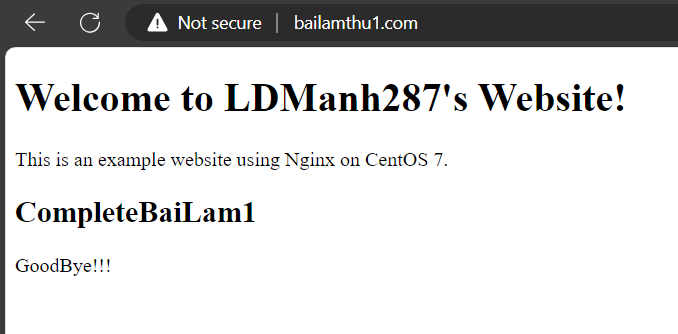 Not secure | bailamthu1.com
Welcome to LDManh287's Website!
This is an example website using Nginx on CentOS 7.
CompleteBaiLam1
GoodBye!!!